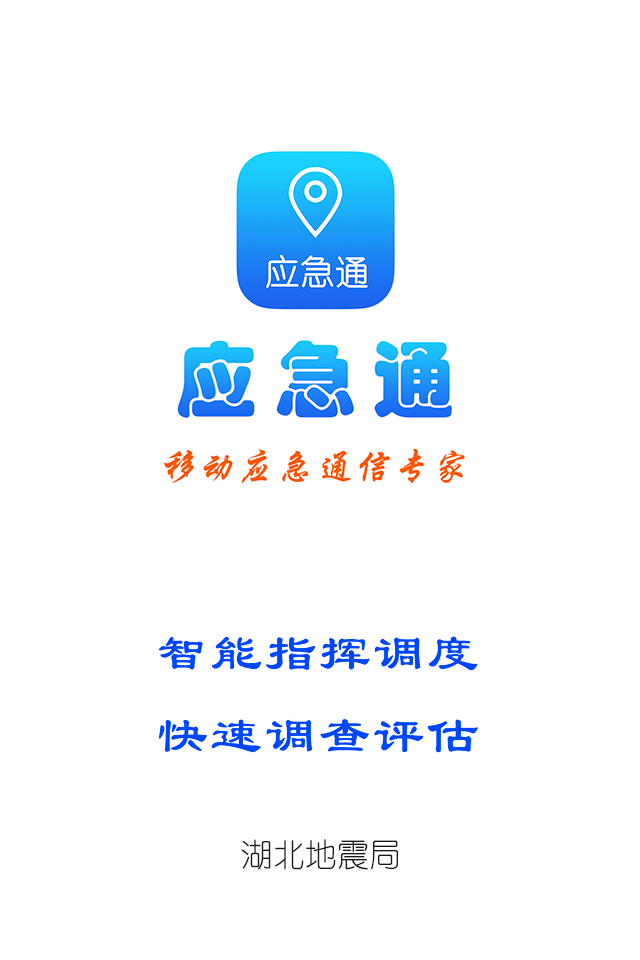 应急通
应急通
移动应急通信专家
智能指挥调度
快速调查评估
湖北地震局